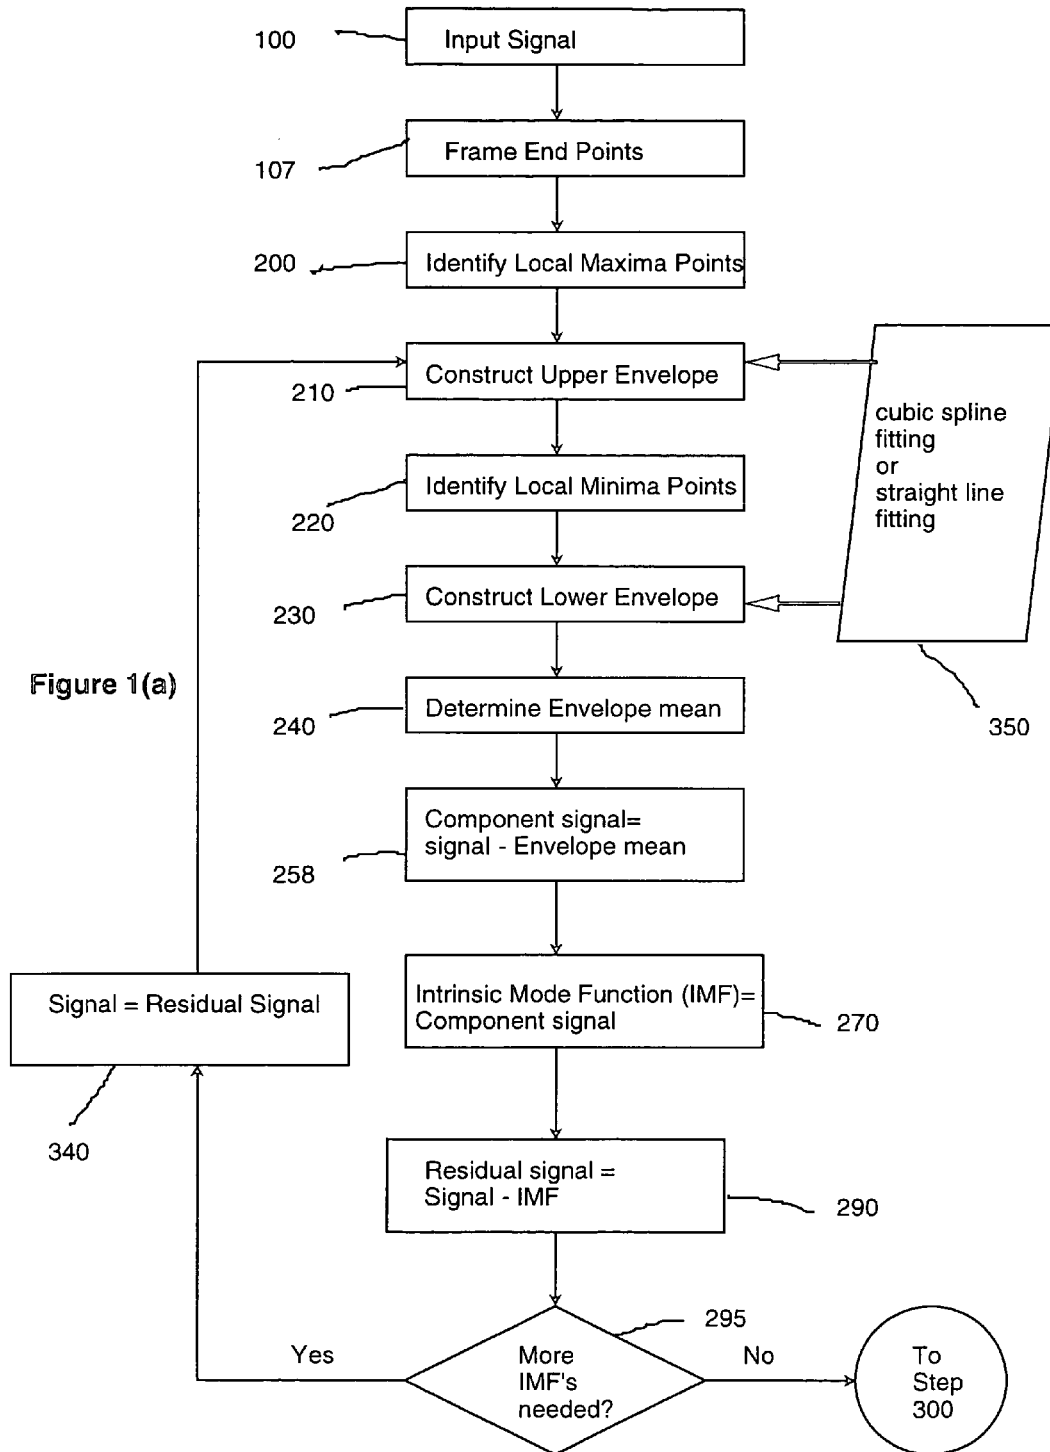 100
Input Signal
107
Frame End Points
200
Identify Local Maxima Points
210
Construct Upper Envelope
cubic spline
fitting
or
straight line
fitting
220
Identify Local Minima Points
230
Construct Lower Envelope
350
Figure 1(a)
240
Determine Envelope mean
258
Component signal=
signal - Envelope mean
Intrinsic Mode Function (IMF)=
Component signal
270
Signal = Residual Signal
340
Residual signal =
Signal - IMF
290
295
More
IMF's
needed?
Yes
No
To
Step
300